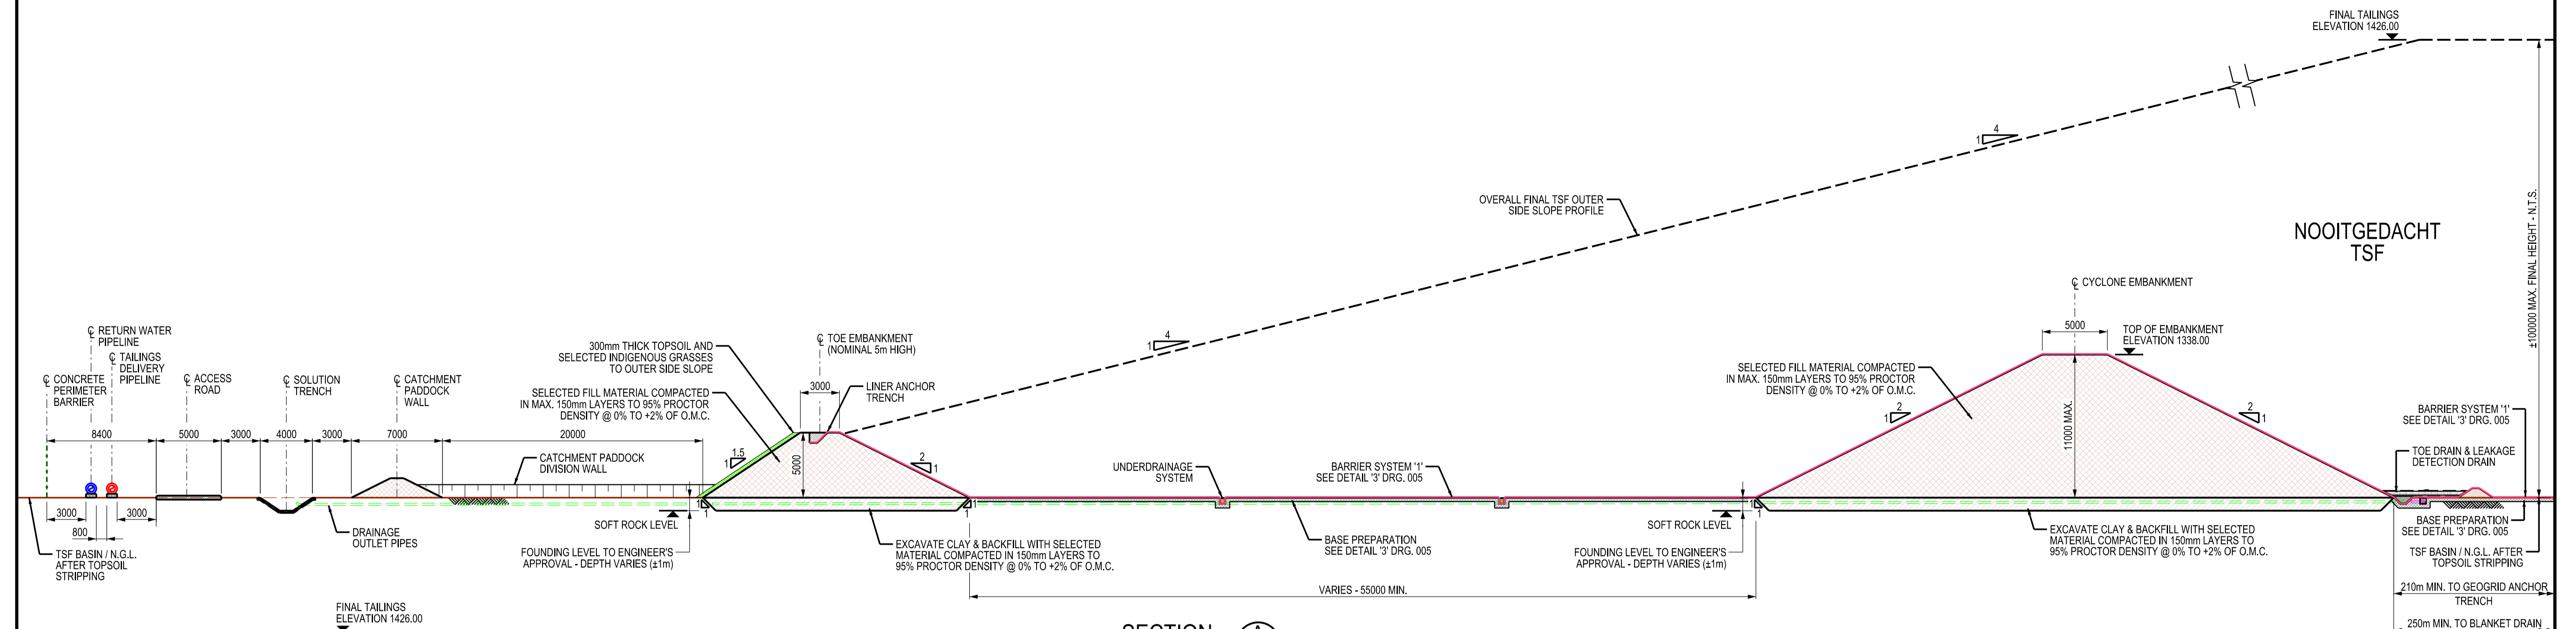 FINAL TAILINGS
ELEVATION 1426.00
4
1
OVERALL FINAL TSF OUTER
SIDE SLOPE PROFILE
NOOITGEDACHT
TSF
±100000 MAX. FINAL HEIGHT - N.T.S.
℄ CYCLONE EMBANKMENT
5000
TOP OF EMBANKMENT
ELEVATION 1338.00
℄ RETURN WATER
PIPELINE
℄ TAILINGS
DELIVERY
PIPELINE
℄ CONCRETE
PERIMETER
BARRIER
℄ ACCESS
ROAD
℄ SOLUTION
TRENCH
℄ CATCHMENT
PADDOCK
WALL
300mm THICK TOPSOIL AND
SELECTED INDIGENOUS GRASSES
TO OUTER SIDE SLOPE
℄ TOE EMBANKMENT
(NOMINAL 5m HIGH)
4
1
SELECTED FILL MATERIAL COMPACTED
IN MAX. 150mm LAYERS TO 95% PROCTOR
DENSITY @ 0% TO +2% OF O.M.C.
3000
LINER ANCHOR
TRENCH
SELECTED FILL MATERIAL COMPACTED
IN MAX. 150mm LAYERS TO 95% PROCTOR
DENSITY @ 0% TO +2% OF O.M.C.
8400
5000
3000
4000
3000
7000
20000
1.5
1
5000
2
1
2
1
11000 MAX.
2
1
BARRIER SYSTEM '1'
SEE DETAIL '3' DRG. 005
CATCHMENT PADDOCK
DIVISION WALL
UNDERDRAINAGE
SYSTEM
BARRIER SYSTEM '1'
SEE DETAIL '3' DRG. 005
TOE DRAIN & LEAKAGE
DETECTION DRAIN
3000
800
3000
1
1
1
1
1
1
DRAINAGE
OUTLET PIPES
SOFT ROCK LEVEL
SOFT ROCK LEVEL
TSF BASIN / N.G.L.
AFTER TOPSOIL
STRIPPING
FOUNDING LEVEL TO ENGINEER'S
APPROVAL - DEPTH VARIES (±1m)
EXCAVATE CLAY & BACKFILL WITH SELECTED
MATERIAL COMPACTED IN 150mm LAYERS TO
95% PROCTOR DENSITY @ 0% TO +2% OF O.M.C.
BASE PREPARATION
SEE DETAIL '3' DRG. 005
FOUNDING LEVEL TO ENGINEER'S
APPROVAL - DEPTH VARIES (±1m)
EXCAVATE CLAY & BACKFILL WITH SELECTED
MATERIAL COMPACTED IN 150mm LAYERS TO
95% PROCTOR DENSITY @ 0% TO +2% OF O.M.C.
BASE PREPARATION
SEE DETAIL '3' DRG. 005
TSF BASIN / N.G.L. AFTER
TOPSOIL STRIPPING
VARIES - 55000 MIN.
210m MIN. TO GEOGRID ANCHOR
TRENCH
FINAL TAILINGS
ELEVATION 1426.00
SECTION A
250m MIN. TO BLANKET DRAIN